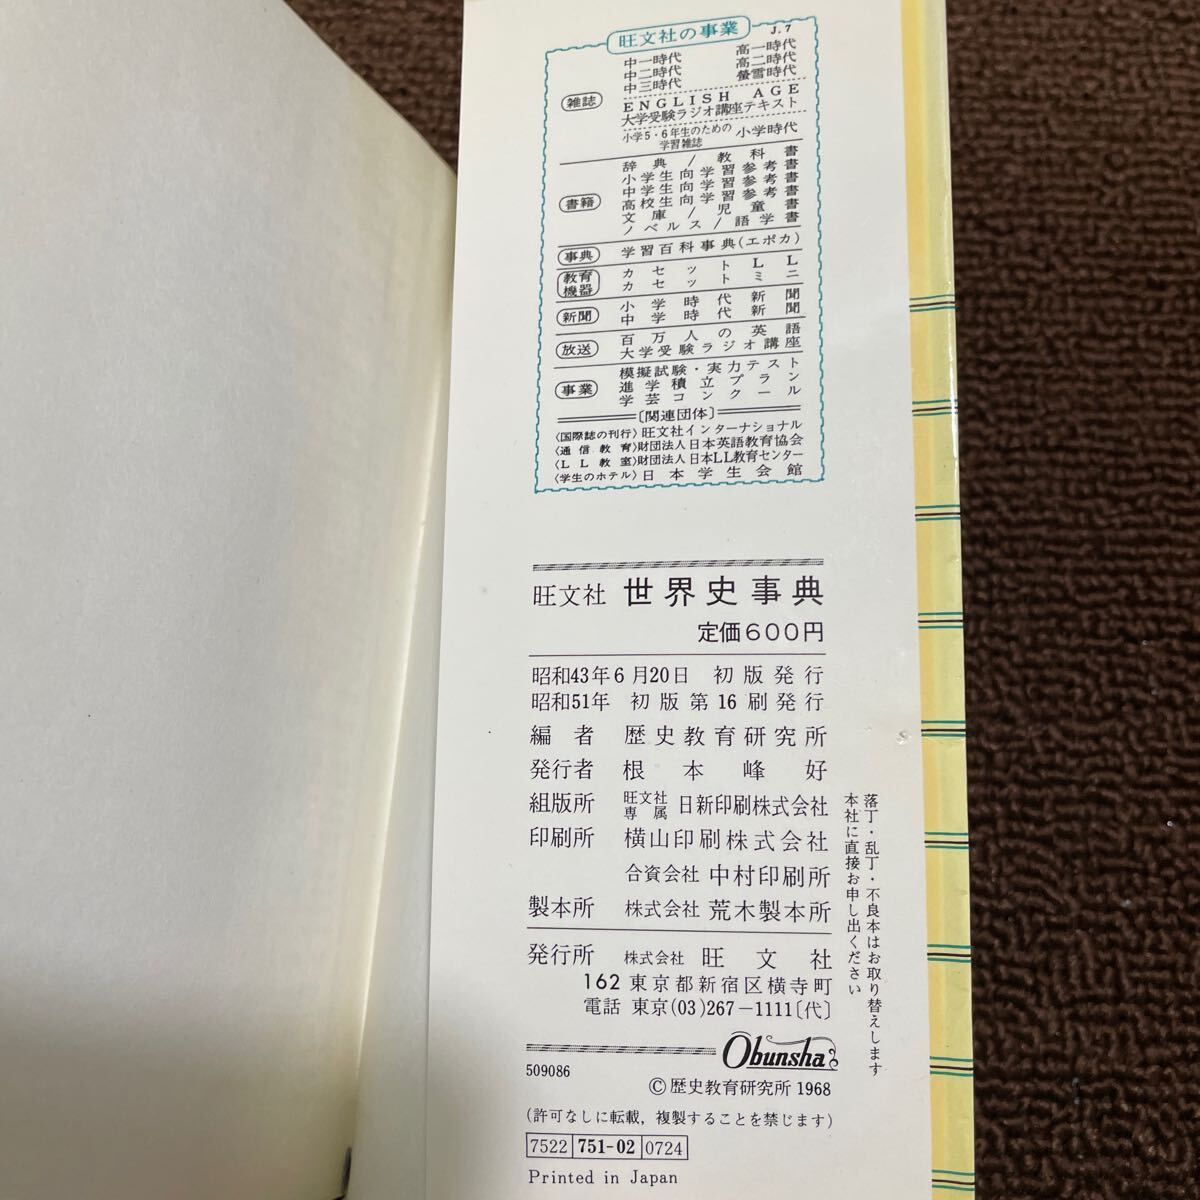 旺文社の事業
J.7
雑誌
中一時代 高一時代
中二時代 高二時代
中三時代 螢雪時代
ENGLISH AGE
大学受験ラジオ講座テキスト
小学5・6年生のための学習雑誌 小学時代
書籍
辞典/教科書
小学生向学習参考書
中学生向学習参考書
高校生向学習参考書
文庫/児童書
ノベルス/語学書
事典
学習百科事典(エポカ)
教育機器
カセットLL
カセットミニ
新聞
小学時代新聞
中学時代新聞
放送
百万人の英語
大学受験ラジオ講座
事業
模擬試験・実力テスト
進学積立プラン
学芸コンクール
〔関連団体〕
〈国際誌の刊行〉旺文社インターナショナル
〈通信教育〉財団法人日本英語教育協会
〈LL教室〉財団法人日本LL教育センター
〈学生のホテル〉日本学生会館
旺文社 世界史事典
定価600円
昭和43年6月20日 初版発行
昭和51年 初版第16刷発行
編者 歴史教育研究所
発行者 根本峰好
組版所 旺文社専属 日新印刷株式会社
印刷所 横山印刷株式会社
合資会社 中村印刷所
製本所 株式会社 荒木製本所
発行所 株式会社 旺文社
162 東京都新宿区横寺町
電話 東京(03)267-1111〔代〕
Obunsha
509086
©歴史教育研究所 1968
(許可なしに転載,複製することを禁じます)
7522 751-02 0724
Printed in Japan
落丁・乱丁・不良本はお取り替えします
本社に直接お申し出ください